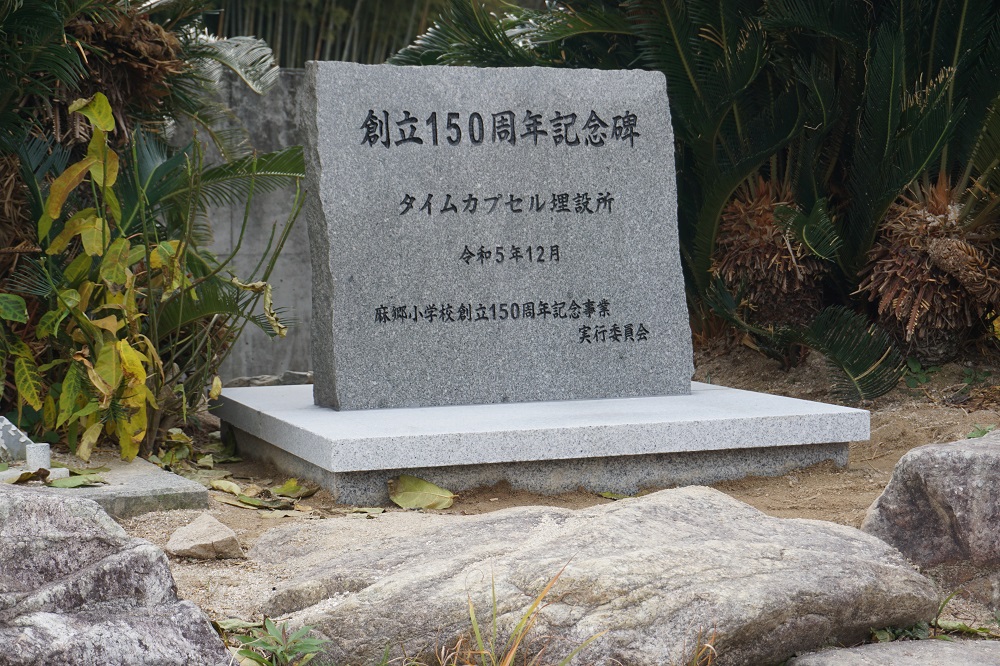 創立150周年記念碑
タイムカプセル埋設所
令和5年12月
麻郷小学校創立150周年記念事業
実行委員会